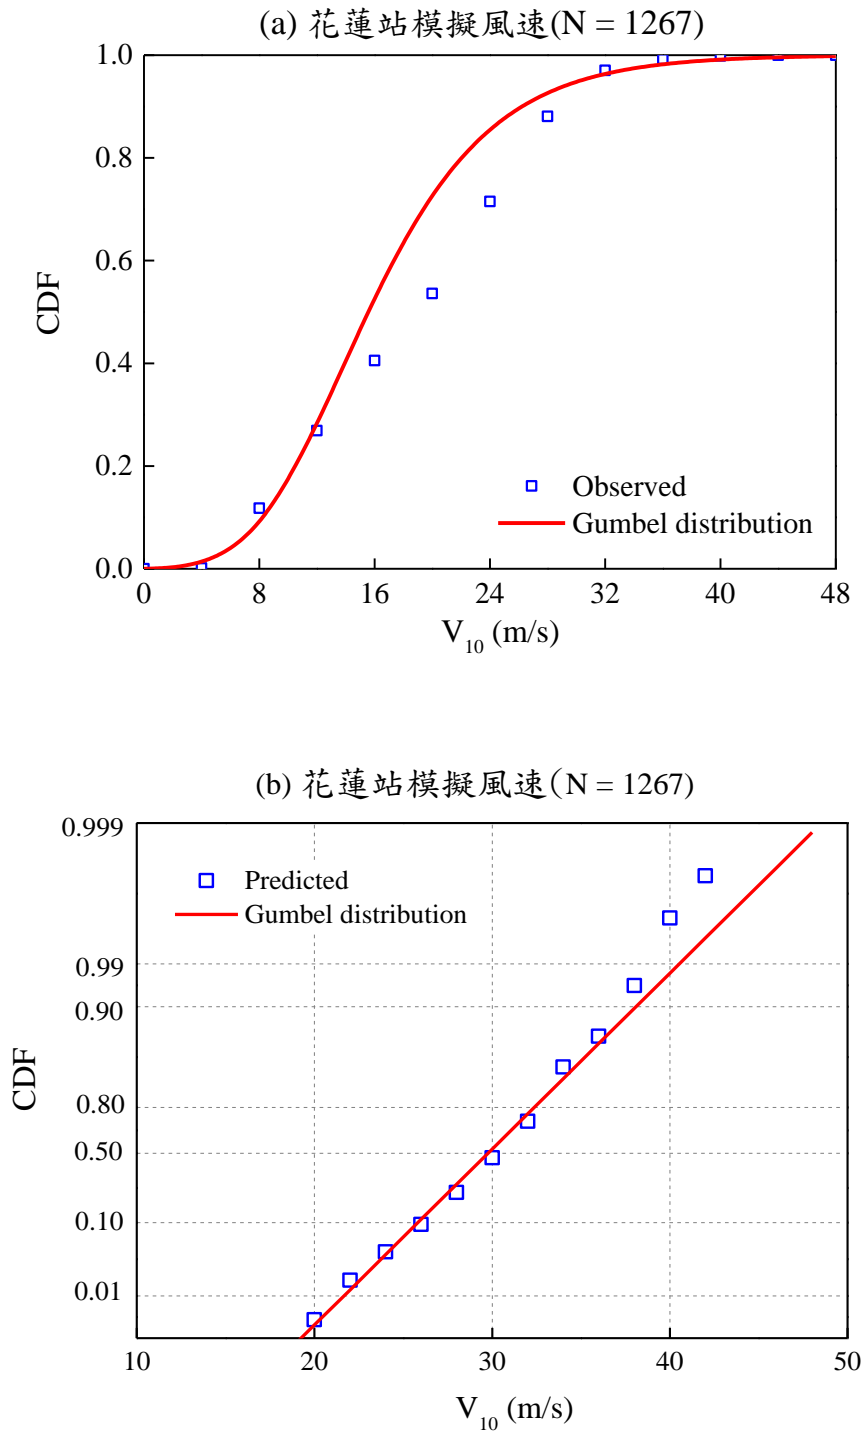 (a) 花蓮站模擬風速(N = 1267)
1.0
0.8
0.6
0.4
0.2
0.0
CDF
Observed
Gumbel distribution
0 8 16 24 32 40 48
V10 (m/s)
(b) 花蓮站模擬風速(N = 1267)
0.999
0.99
0.90
0.80
0.50
0.10
0.01
CDF
Predicted
Gumbel distribution
10 20 30 40 50
V10 (m/s)